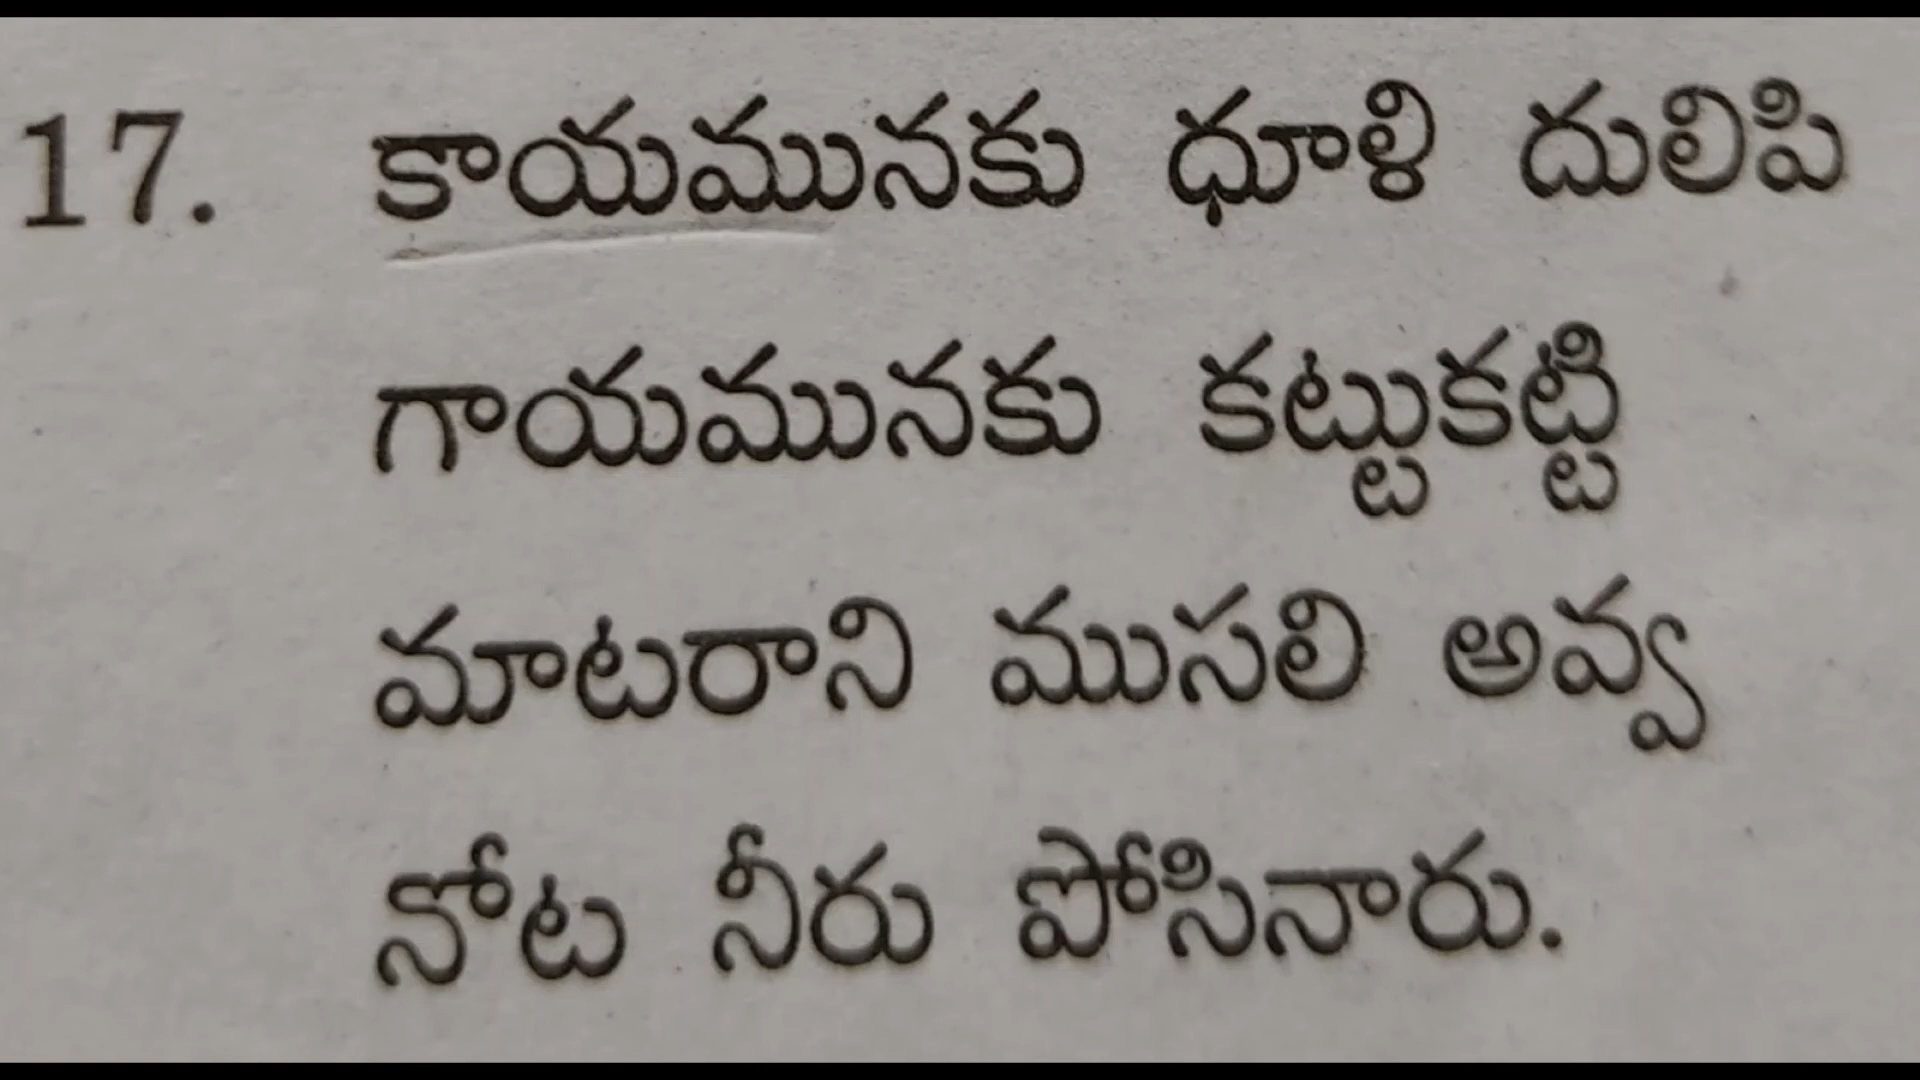 17. కాయమునకు ధూళి దులిపి
గాయమునకు కట్టుకట్టి
మాటరాని ముసలి అవ్వ
నోట నీరు పోసినారు.